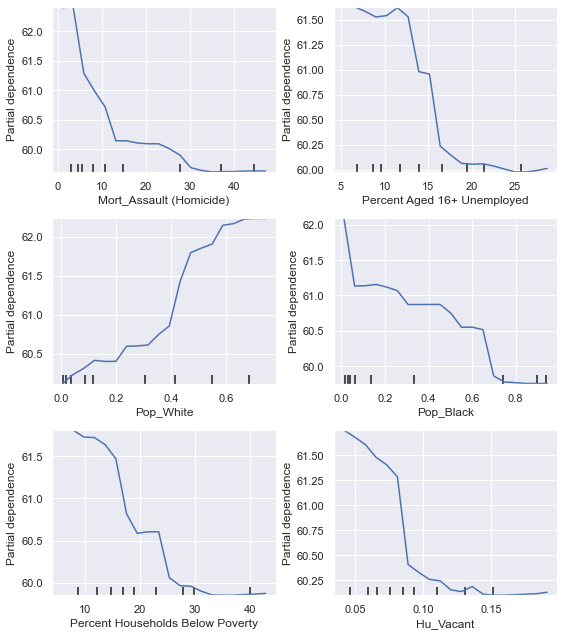 62.0
61.5
61.0
60.5
60.0
Partial dependence
0 10 20 30 40
Mort_Assault (Homicide)
61.50
61.25
61.00
60.75
60.50
60.25
60.00
Partial dependence
5 10 15 20 25
Percent Aged 16+ Unemployed
62.0
61.5
61.0
60.5
Partial dependence
0.0 0.2 0.4 0.6
Pop_White
62.0
61.5
61.0
60.5
60.0
Partial dependence
0.0 0.2 0.4 0.6 0.8
Pop_Black
61.5
61.0
60.5
60.0
Partial dependence
10 20 30 40
Percent Households Below Poverty
61.50
61.25
61.00
60.75
60.50
60.25
Partial dependence
0.05 0.10 0.15
Hu_Vacant